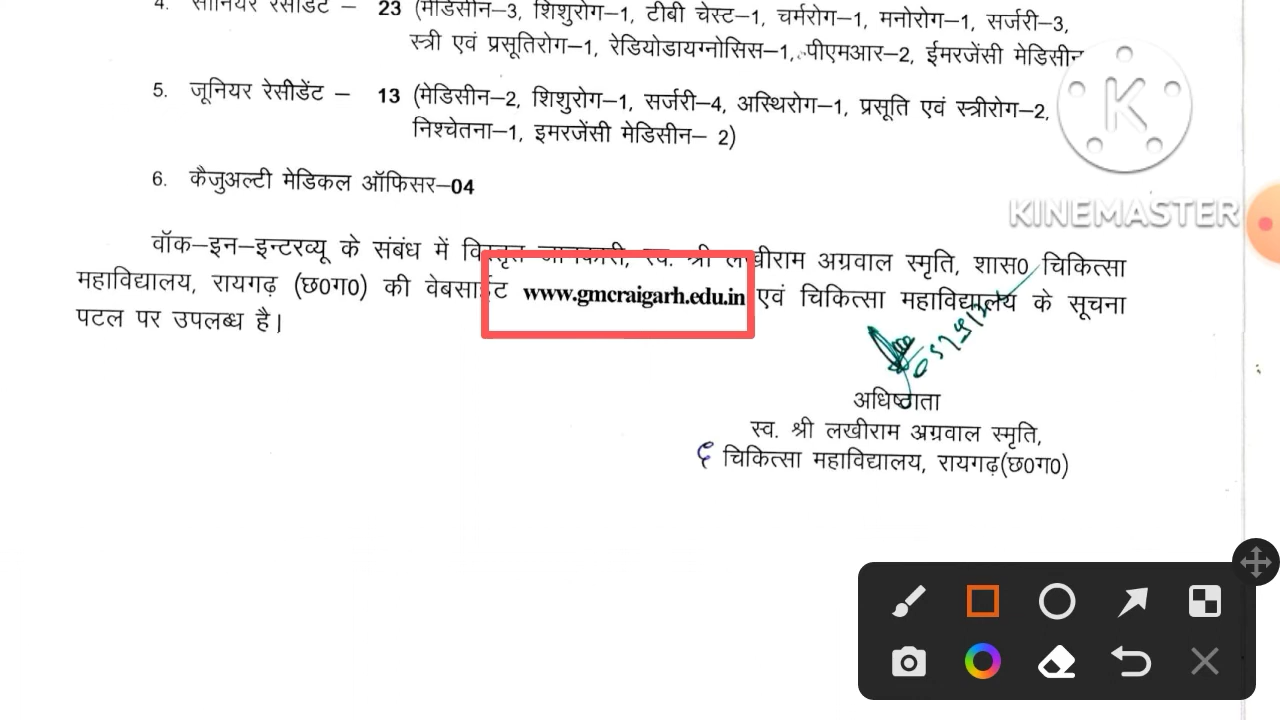 4. सीनियर रेसीडेंट – 23 (मेडिसीन–3, शिशुरोग–1, टीबी चेस्ट–1, चर्मरोग–1, मनोरोग–1, सर्जरी–3,
स्त्री एवं प्रसूतिरोग–1, रेडियोडायग्नोसिस–1, पीएमआर–2, ईमरजेंसी मेडिसीन
5. जूनियर रेसीडेंट – 13 (मेडिसीन–2, शिशुरोग–1, सर्जरी–4, अस्थिरोग–1, प्रसूति एवं स्त्रीरोग–2,
निश्चेतना–1, इमरजेंसी मेडिसीन– 2)
6. कैजुअल्टी मेडिकल ऑफिसर–04
KINEMASTER
वॉक–इन–इन्टरव्यू के संबंध में विस्तृत जानकारी, स्व. श्री लखीराम अग्रवाल स्मृति, शास0 चिकित्सा
महाविद्यालय, रायगढ़ (छ0ग0) की वेबसाईट www.gmcraigarh.edu.in एवं चिकित्सा महाविद्यालय के सूचना
पटल पर उपलब्ध है।
अधिष्ठाता
स्व. श्री लखीराम अग्रवाल स्मृति,
चिकित्सा महाविद्यालय, रायगढ़(छ0ग0)